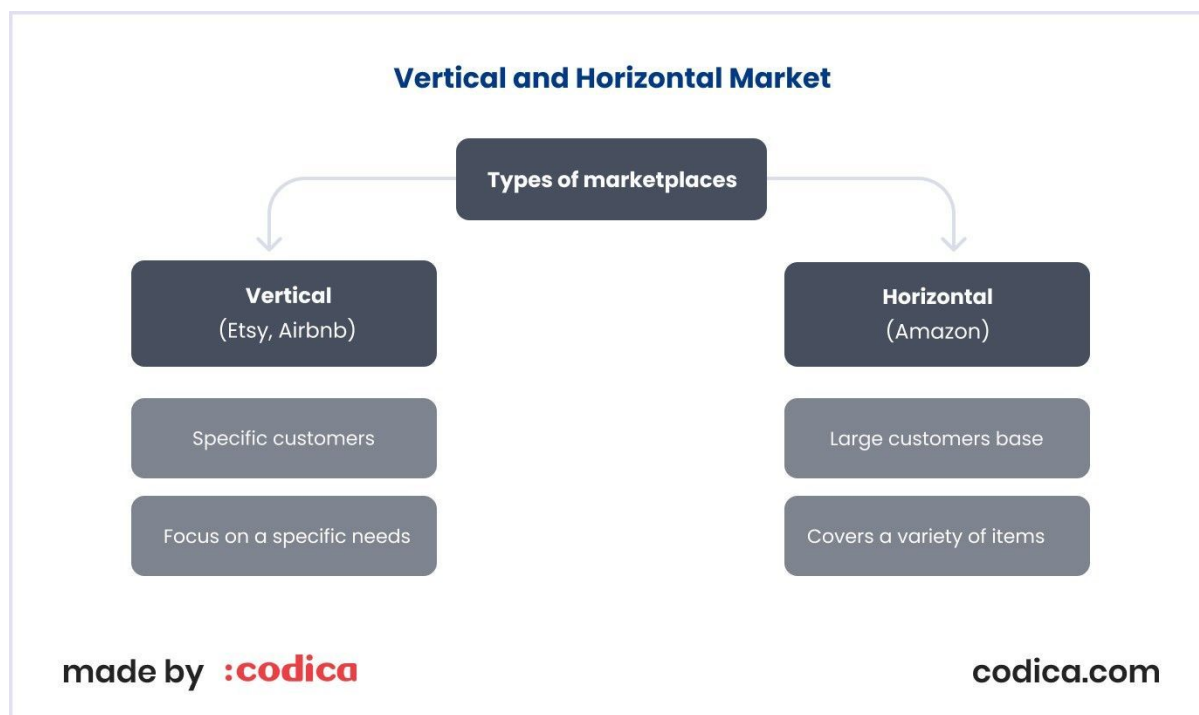 Vertical and Horizontal Market
Types of marketplaces
Vertical
(Etsy, Airbnb)
Specific customers
Focus on a specific needs
Horizontal
(Amazon)
Large customers base
Covers a variety of items
made by :codica
codica.com